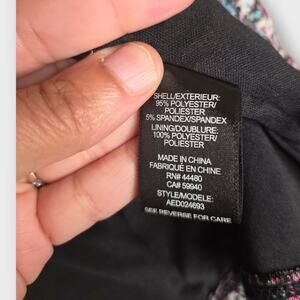 SHELL/EXTERIEUR:
95% POLYESTER/
POLIESTER
5% SPANDEX/SPANDEX
LINING/DOUBLURE:
100% POLYESTER/
POLIESTER
MADE IN CHINA
FABRIQUÉ EN CHINE
RN# 44480
CA# 59940
STYLE/MODELE:
AED024693
SEE REVERSE FOR CARE